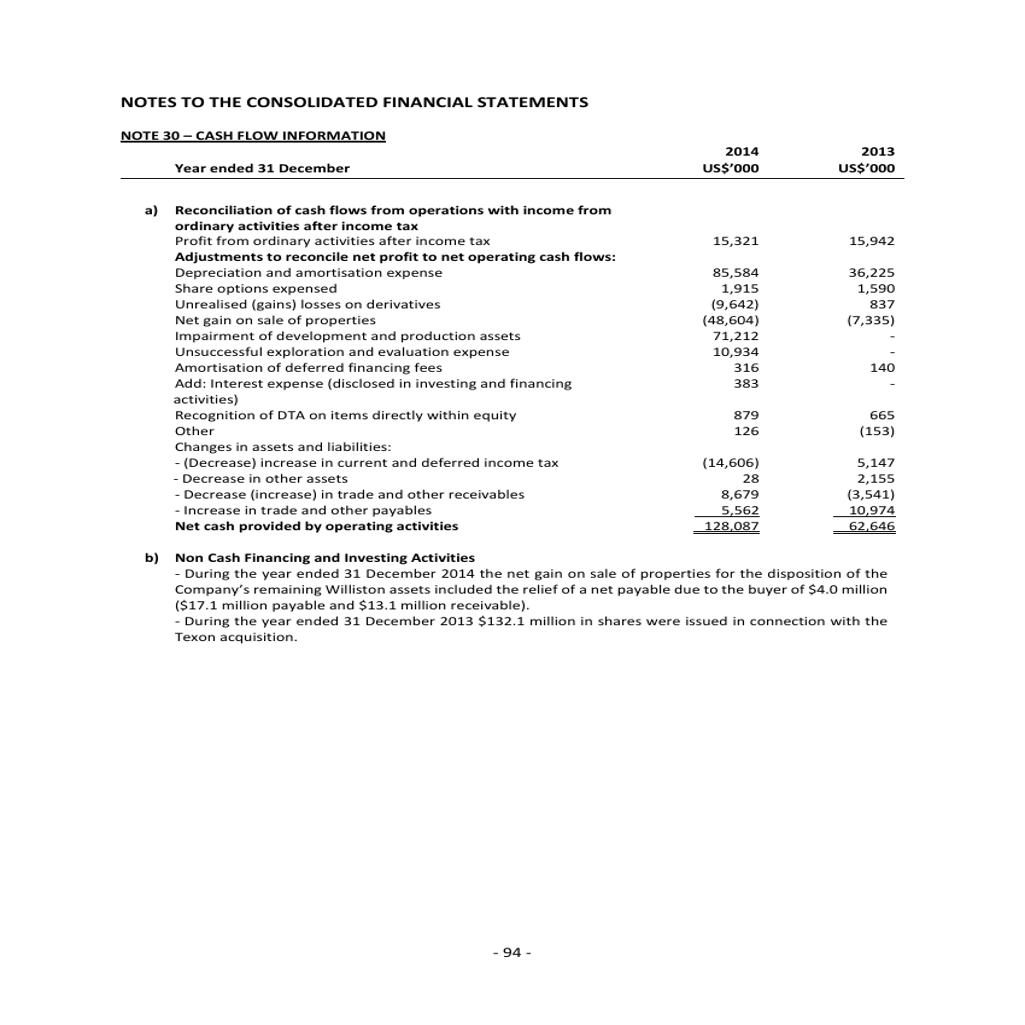 NOTES TO THE CONSOLIDATED FINANCIAL STATEMENTS
NOTE 30 – CASH FLOW INFORMATION
2014 2013
Year ended 31 December US$'000 US$'000
a) Reconciliation of cash flows from operations with income from
ordinary activities after income tax
Profit from ordinary activities after income tax 15,321 15,942
Adjustments to reconcile net profit to net operating cash flows:
Depreciation and amortisation expense 85,584 36,225
Share options expensed 1,915 1,590
Unrealised (gains) losses on derivatives (9,642) 837
Net gain on sale of properties (48,604) (7,335)
Impairment of development and production assets 71,212 -
Unsuccessful exploration and evaluation expense 10,934 -
Amortisation of deferred financing fees 316 140
Add: Interest expense (disclosed in investing and financing 383 -
activities)
Recognition of DTA on items directly within equity 879 665
Other 126 (153)
Changes in assets and liabilities:
- (Decrease) increase in current and deferred income tax (14,606) 5,147
- Decrease in other assets 28 2,155
- Decrease (increase) in trade and other receivables 8,679 (3,541)
- Increase in trade and other payables 5,562 10,974
Net cash provided by operating activities 128,087 62,646
b) Non Cash Financing and Investing Activities
- During the year ended 31 December 2014 the net gain on sale of properties for the disposition of the
Company's remaining Williston assets included the relief of a net payable due to the buyer of $4.0 million
($17.1 million payable and $13.1 million receivable).
- During the year ended 31 December 2013 $132.1 million in shares were issued in connection with the
Texon acquisition.
- 94 -